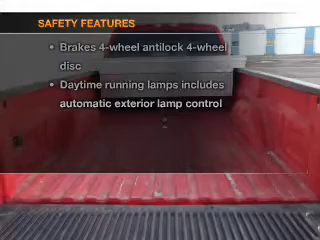 SAFETY FEATURES
• Brakes 4-wheel antilock 4-wheel
disc
• Daytime running lamps includes
automatic exterior lamp control